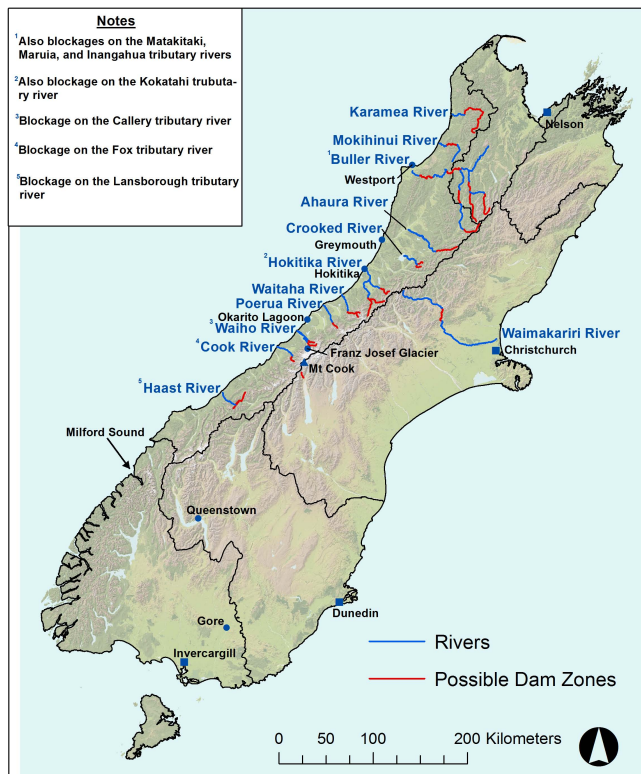 Notes
1Also blockages on the Matakitaki,
Maruia, and Inangahua tributary rivers
2Also blockage on the Kokatahi trubuta-
ry river
3Blockage on the Callery tributary river
4Blockage on the Fox tributary river
5Blockage on the Lansborough tributary
river
Karamea River
Nelson
Mokihinui River
1Buller River
Westport
Ahaura River
Crooked River
Greymouth
2Hokitika River
Hokitika
Waitaha River
Poerua River
Okarito Lagoon
3Waiho River
4Cook River
Waimakariri River
Christchurch
Franz Josef Glacier
Mt Cook
5Haast River
Milford Sound
Queenstown
Gore
Dunedin
Invercargill
Rivers
Possible Dam Zones
0 50 100 200 Kilometers